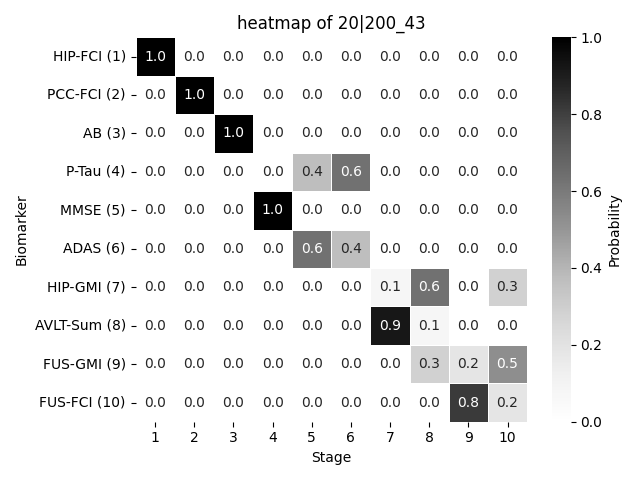 heatmap of 20|200_43
HIP-FCI (1) 1.0 0.0 0.0 0.0 0.0 0.0 0.0 0.0 0.0 0.0
PCC-FCI (2) 0.0 1.0 0.0 0.0 0.0 0.0 0.0 0.0 0.0 0.0
AB (3) 0.0 0.0 1.0 0.0 0.0 0.0 0.0 0.0 0.0 0.0
P-Tau (4) 0.0 0.0 0.0 0.0 0.4 0.6 0.0 0.0 0.0 0.0
MMSE (5) 0.0 0.0 0.0 1.0 0.0 0.0 0.0 0.0 0.0 0.0
ADAS (6) 0.0 0.0 0.0 0.0 0.6 0.4 0.0 0.0 0.0 0.0
HIP-GMI (7) 0.0 0.0 0.0 0.0 0.0 0.0 0.1 0.6 0.0 0.3
AVLT-Sum (8) 0.0 0.0 0.0 0.0 0.0 0.0 0.9 0.1 0.0 0.0
FUS-GMI (9) 0.0 0.0 0.0 0.0 0.0 0.0 0.0 0.3 0.2 0.5
FUS-FCI (10) 0.0 0.0 0.0 0.0 0.0 0.0 0.0 0.0 0.8 0.2
1 2 3 4 5 6 7 8 9 10
Stage
Biomarker
1.0
0.8
0.6
0.4
0.2
0.0
Probability